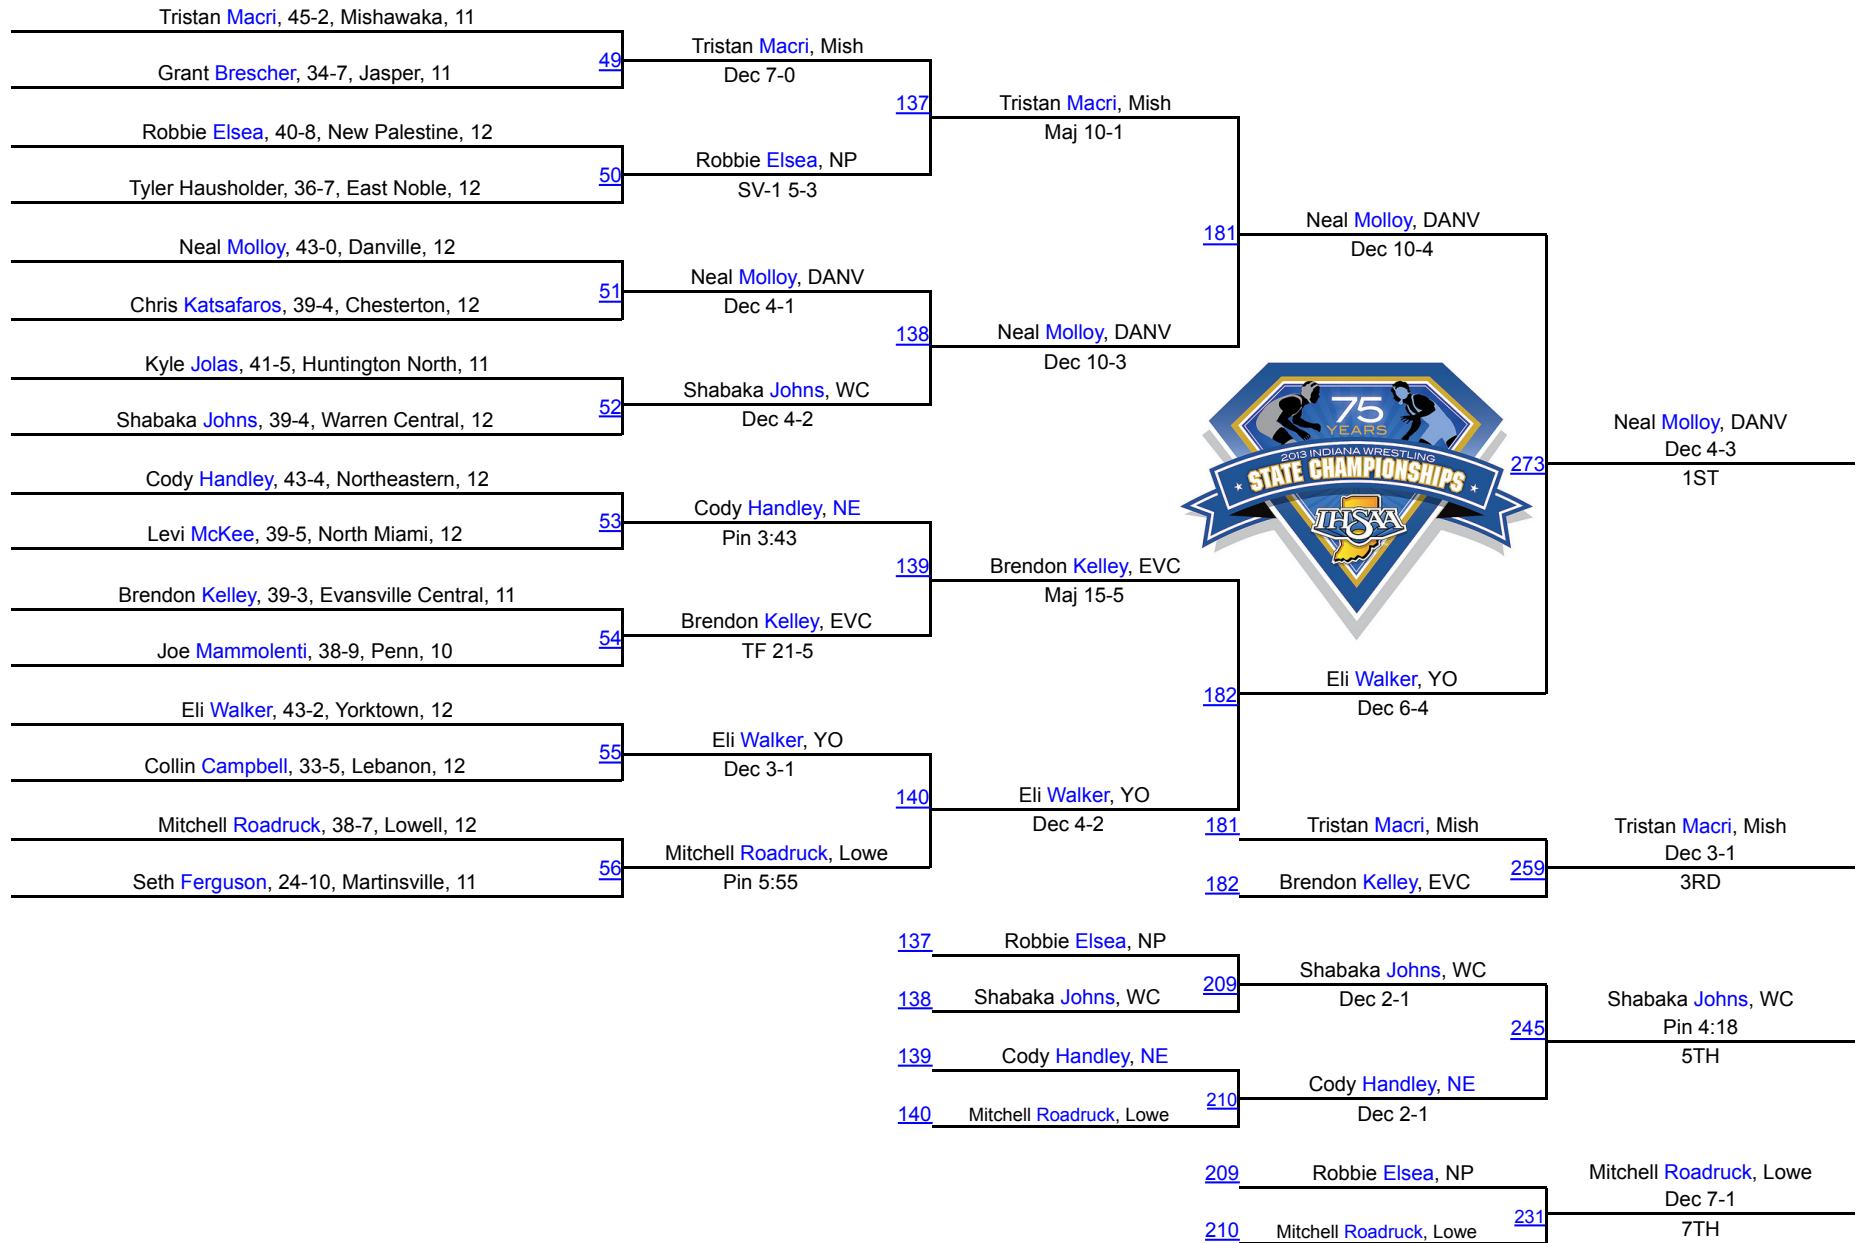 Tristan Macri, 45-2, Mishawaka, 11
49
Grant Brescher, 34-7, Jasper, 11
Robbie Elsea, 40-8, New Palestine, 12
50
Tyler Hausholder, 36-7, East Noble, 12
Neal Molloy, 43-0, Danville, 12
51
Chris Katsafaros, 39-4, Chesterton, 12
Kyle Jolas, 41-5, Huntington North, 11
52
Shabaka Johns, 39-4, Warren Central, 12
Cody Handley, 43-4, Northeastern, 12
53
Levi McKee, 39-5, North Miami, 12
Brendon Kelley, 39-3, Evansville Central, 11
54
Joe Mammolenti, 38-9, Penn, 10
Eli Walker, 43-2, Yorktown, 12
55
Collin Campbell, 33-5, Lebanon, 12
Mitchell Roadruck, 38-7, Lowell, 12
56
Seth Ferguson, 24-10, Martinsville, 11
Tristan Macri, Mish
Dec 7-0
137
Robbie Elsea, NP
SV-1 5-3
Neal Molloy, DANV
Dec 4-1
138
Shabaka Johns, WC
Dec 4-2
Cody Handley, NE
Pin 3:43
139
Brendon Kelley, EVC
TF 21-5
Eli Walker, YO
Dec 3-1
140
Mitchell Roadruck, Lowe
Pin 5:55
Tristan Macri, Mish
Maj 10-1
181
Neal Molloy, DANV
Dec 10-3
Brendon Kelley, EVC
Maj 15-5
182
Eli Walker, YO
Dec 4-2
Neal Molloy, DANV
Dec 10-4
75
YEARS
2013 INDIANA WRESTLING
STATE CHAMPIONSHIPS
IHSAA
273
Eli Walker, YO
Dec 6-4
Neal Molloy, DANV
Dec 4-3
1ST
181
Tristan Macri, Mish
182
Brendon Kelley, EVC
259
Tristan Macri, Mish
Dec 3-1
3RD
137
Robbie Elsea, NP
138
Shabaka Johns, WC
209
139
Cody Handley, NE
140
Mitchell Roadruck, Lowe
210
Shabaka Johns, WC
Dec 2-1
245
Cody Handley, NE
Dec 2-1
Shabaka Johns, WC
Pin 4:18
5TH
209
Robbie Elsea, NP
210
Mitchell Roadruck, Lowe
231
Mitchell Roadruck, Lowe
Dec 7-1
7TH